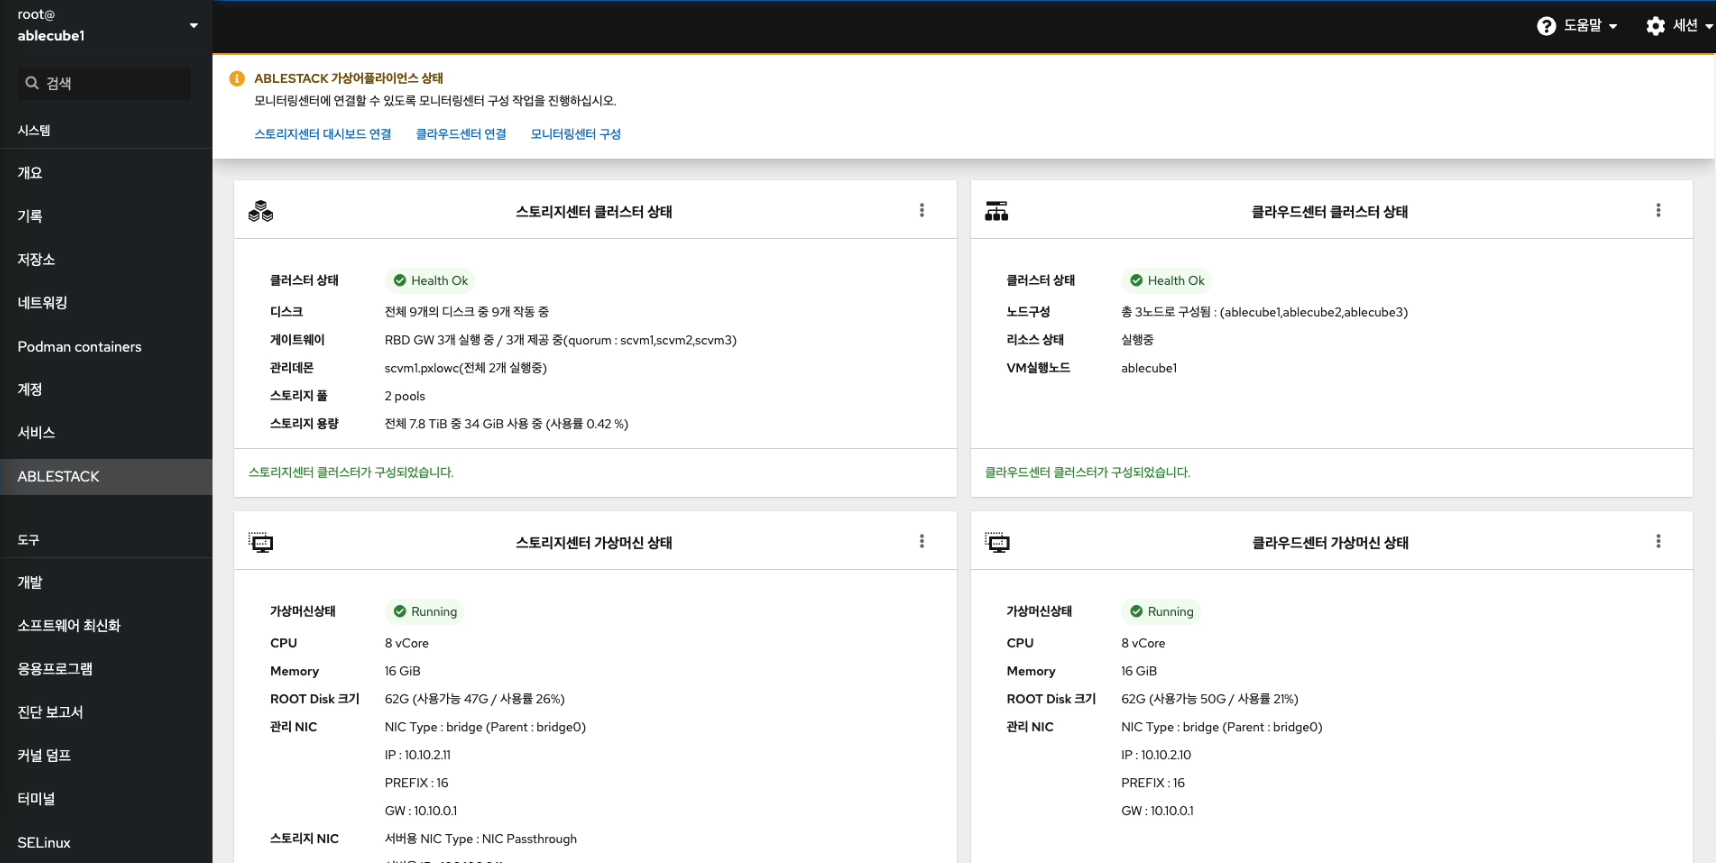 root@
ablecube1
도움말
세션
검색
시스템
개요
기록
저장소
네트워킹
Podman containers
계정
서비스
ABLESTACK
도구
개발
소프트웨어 최신화
응용프로그램
진단 보고서
커널 덤프
터미널
SELinux
ABLESTACK 가상어플라이언스 상태
모니터링센터에 연결할 수 있도록 모니터링센터 구성 작업을 진행하십시오.
스토리지센터 대시보드 연결 클라우드센터 연결 모니터링센터 구성
스토리지센터 클러스터 상태
클러스터 상태 Health Ok
디스크 전체 9개의 디스크 중 9개 작동 중
게이트웨이 RBD GW 3개 실행 중 / 3개 제공 중(quorum : scvm1,scvm2,scvm3)
관리데몬 scvm1.pxlowc(전체 2개 실행중)
스토리지 풀 2 pools
스토리지 용량 전체 7.8 TiB 중 34 GiB 사용 중 (사용률 0.42 %)
스토리지센터 클러스터가 구성되었습니다.
클라우드센터 클러스터 상태
클러스터 상태 Health Ok
노드구성 총 3노드로 구성됨 : (ablecube1,ablecube2,ablecube3)
리소스 상태 실행중
VM실행노드 ablecube1
클라우드센터 클러스터가 구성되었습니다.
스토리지센터 가상머신 상태
가상머신상태 Running
CPU 8 vCore
Memory 16 GiB
ROOT Disk 크기 62G (사용가능 47G / 사용률 26%)
관리 NIC NIC Type : bridge (Parent : bridge0)
IP : 10.10.2.11
PREFIX : 16
GW : 10.10.0.1
스토리지 NIC 서버용 NIC Type : NIC Passthrough
클라우드센터 가상머신 상태
가상머신상태 Running
CPU 8 vCore
Memory 16 GiB
ROOT Disk 크기 62G (사용가능 50G / 사용률 21%)
관리 NIC NIC Type : bridge (Parent : bridge0)
IP : 10.10.2.10
PREFIX : 16
GW : 10.10.0.1